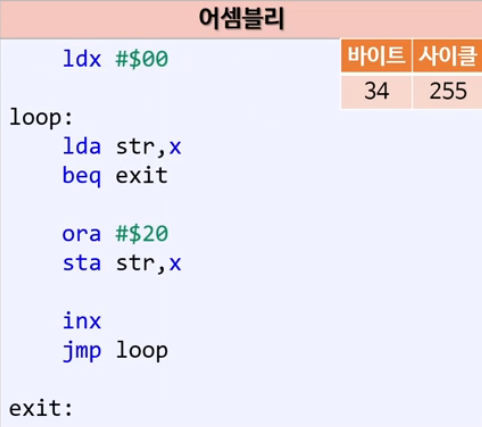 어셈블리
바이트 사이클
34 255
ldx #$00
loop:
lda str,x
beq exit
ora #$20
sta str,x
inx
jmp loop
exit: